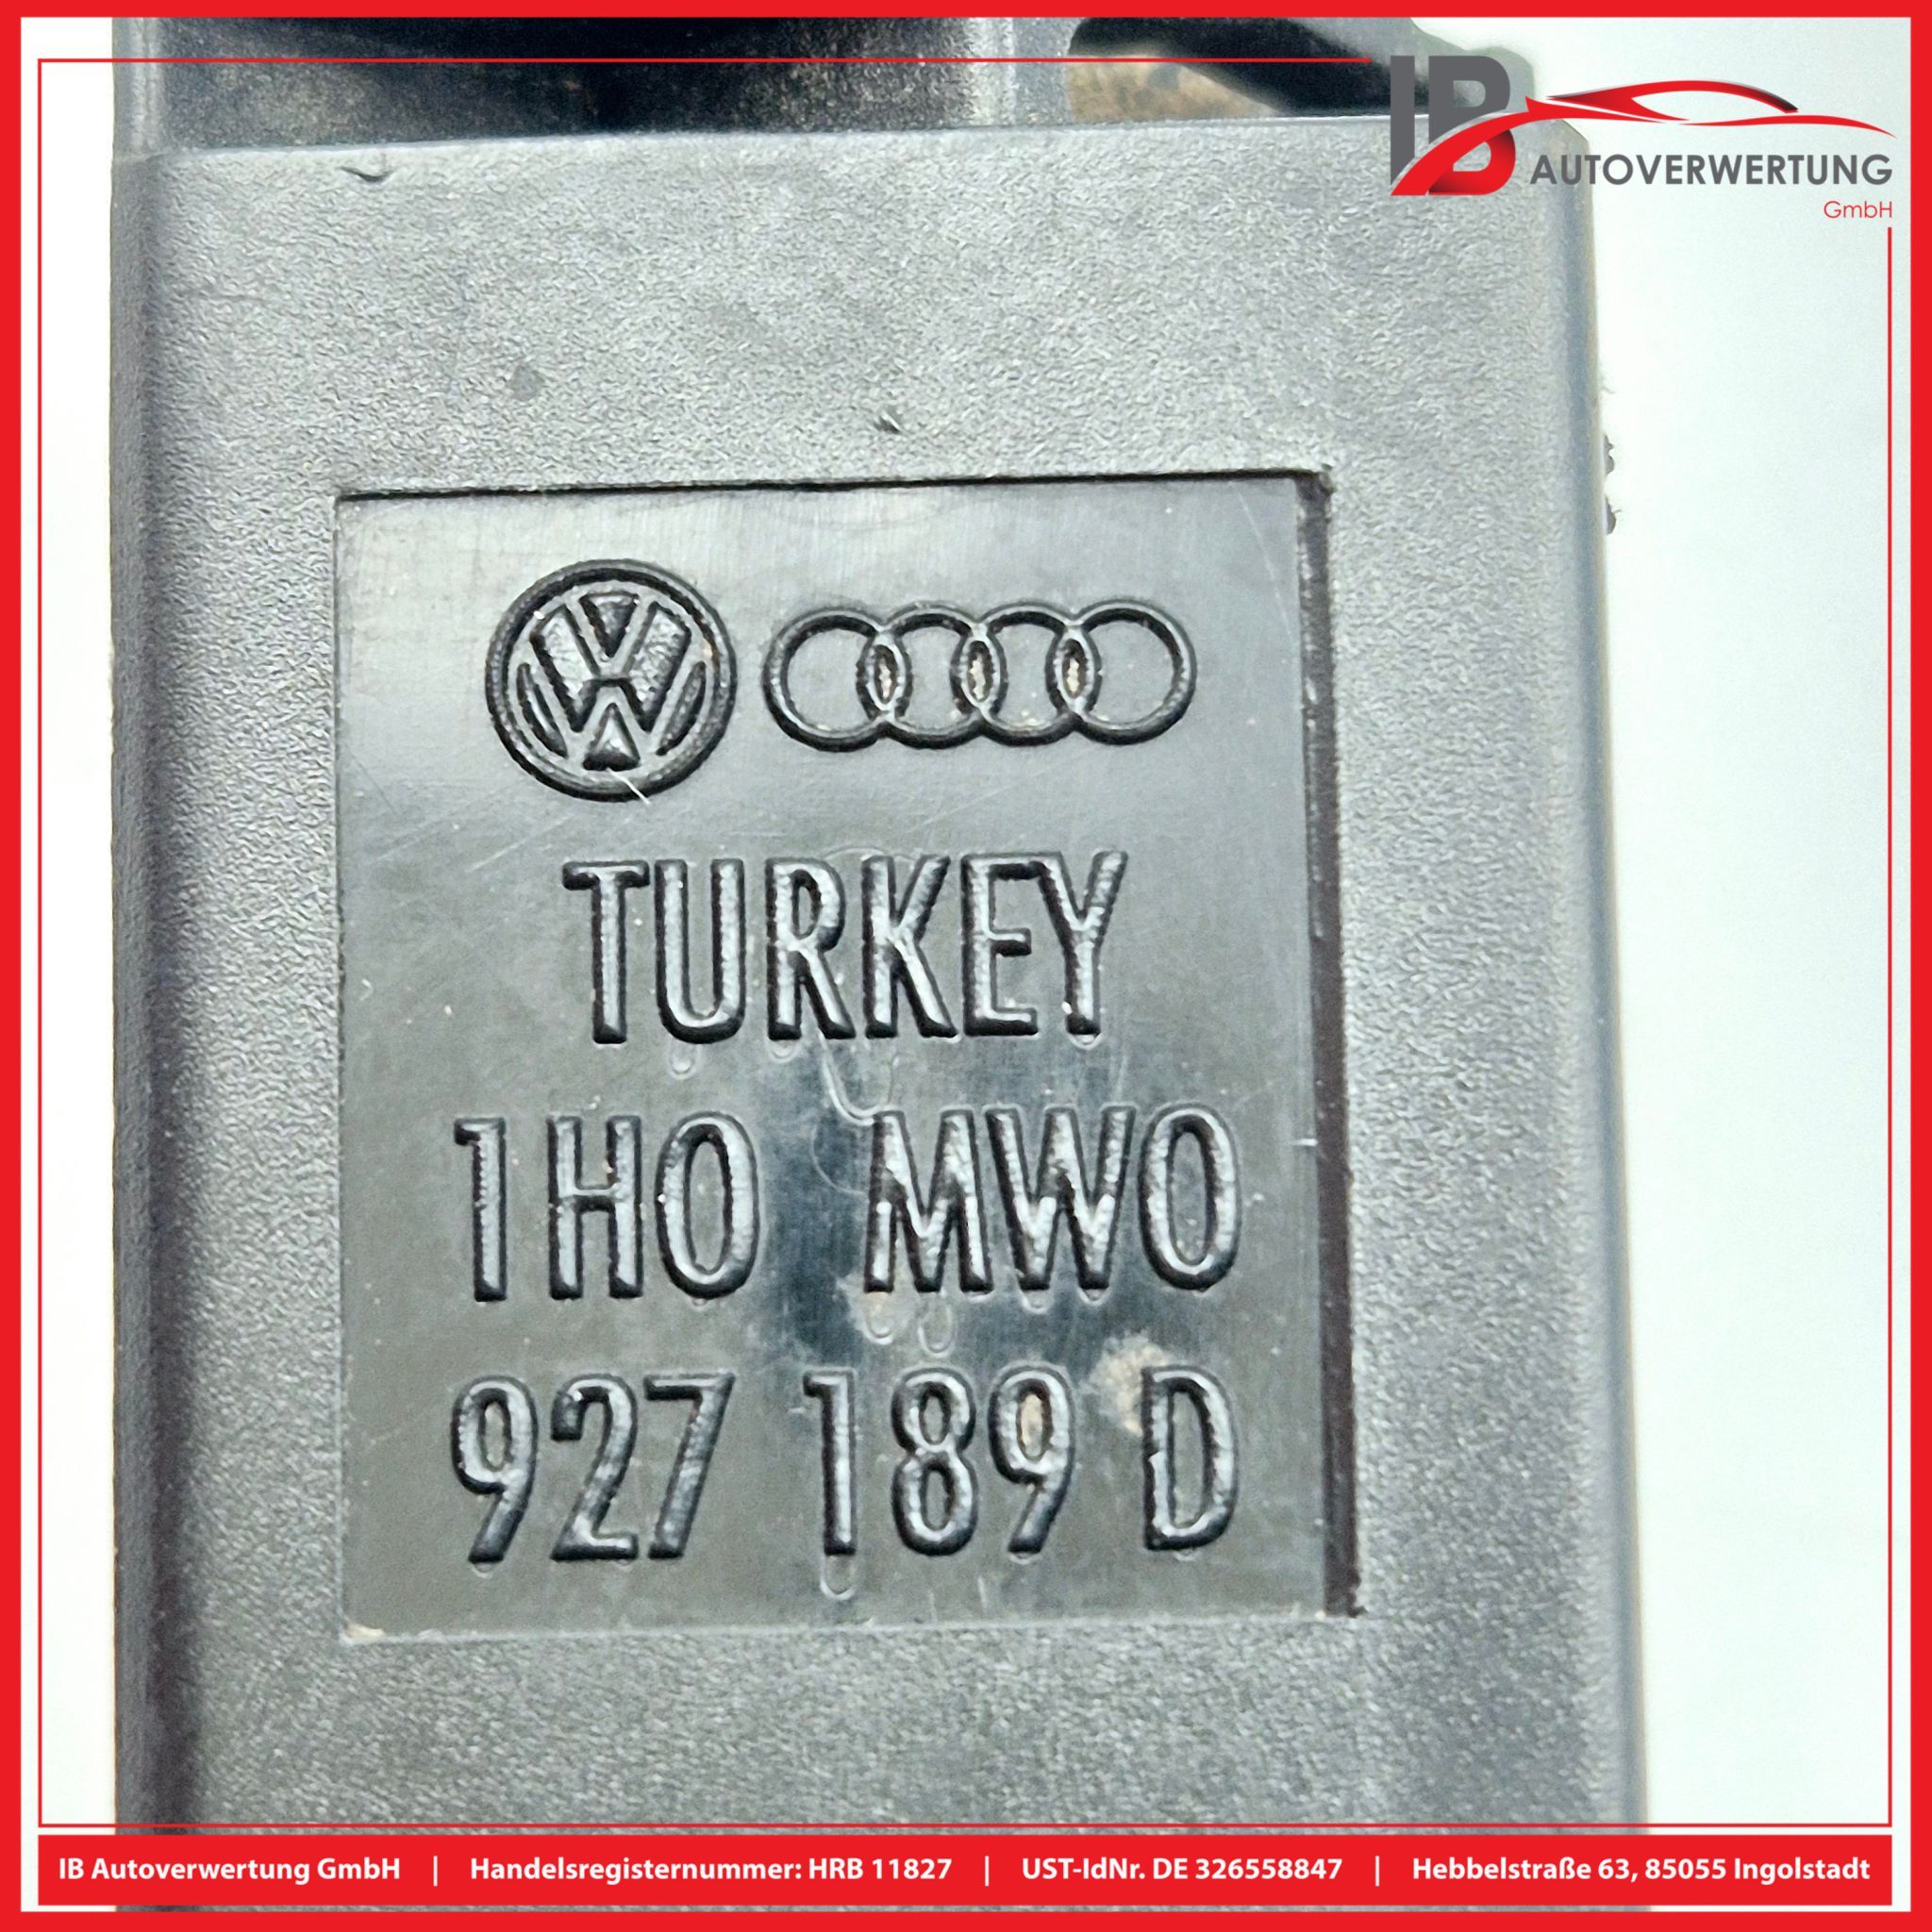 IB
AUTOVERWERTUNG
GmbH
TURKEY
1H0 MW0
927 189 D
IB Autoverwertung GmbH | Handelsregisternummer: HRB 11827 | UST-IdNr. DE 326558847 | Hebbelstraße 63, 85055 Ingolstadt